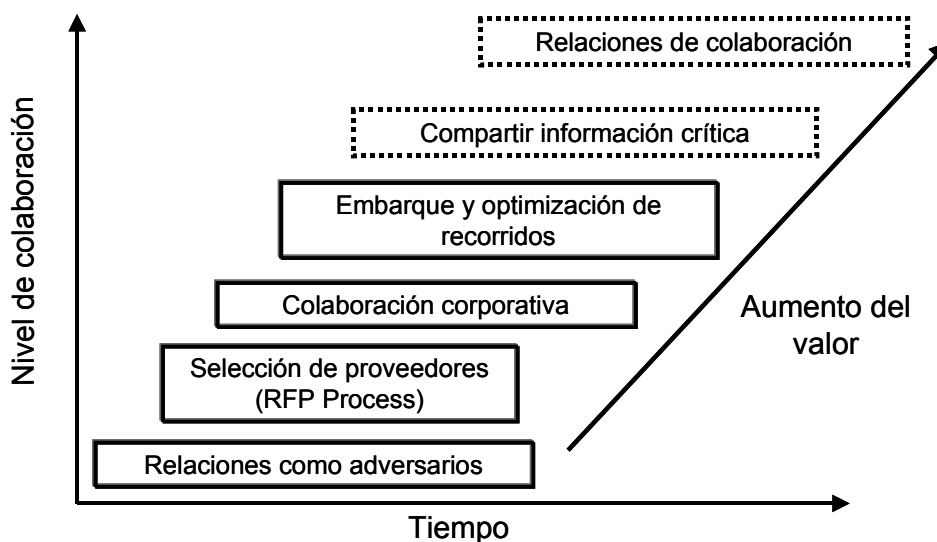 Relaciones de colaboración
Compartir información crítica
Embarque y optimización de
recorridos
Colaboración corporativa
Selección de proveedores
(RFP Process)
Relaciones como adversarios
Nivel de colaboración
Aumento del
valor
Tiempo